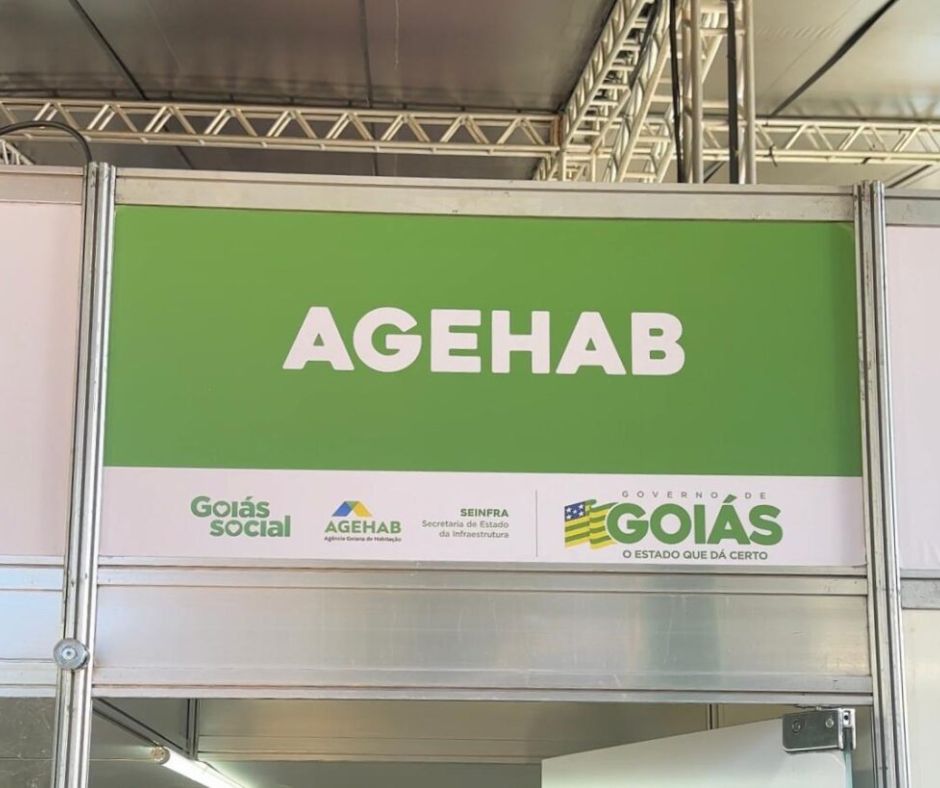 AGEHAB
Goiás
social
AGEHAB
Agência Goiana de Habitação
SEINFRA
Secretaria de Estado
da Infraestrutura
GOVERNO DE
GOIÁS
O ESTADO QUE DÁ CERTO